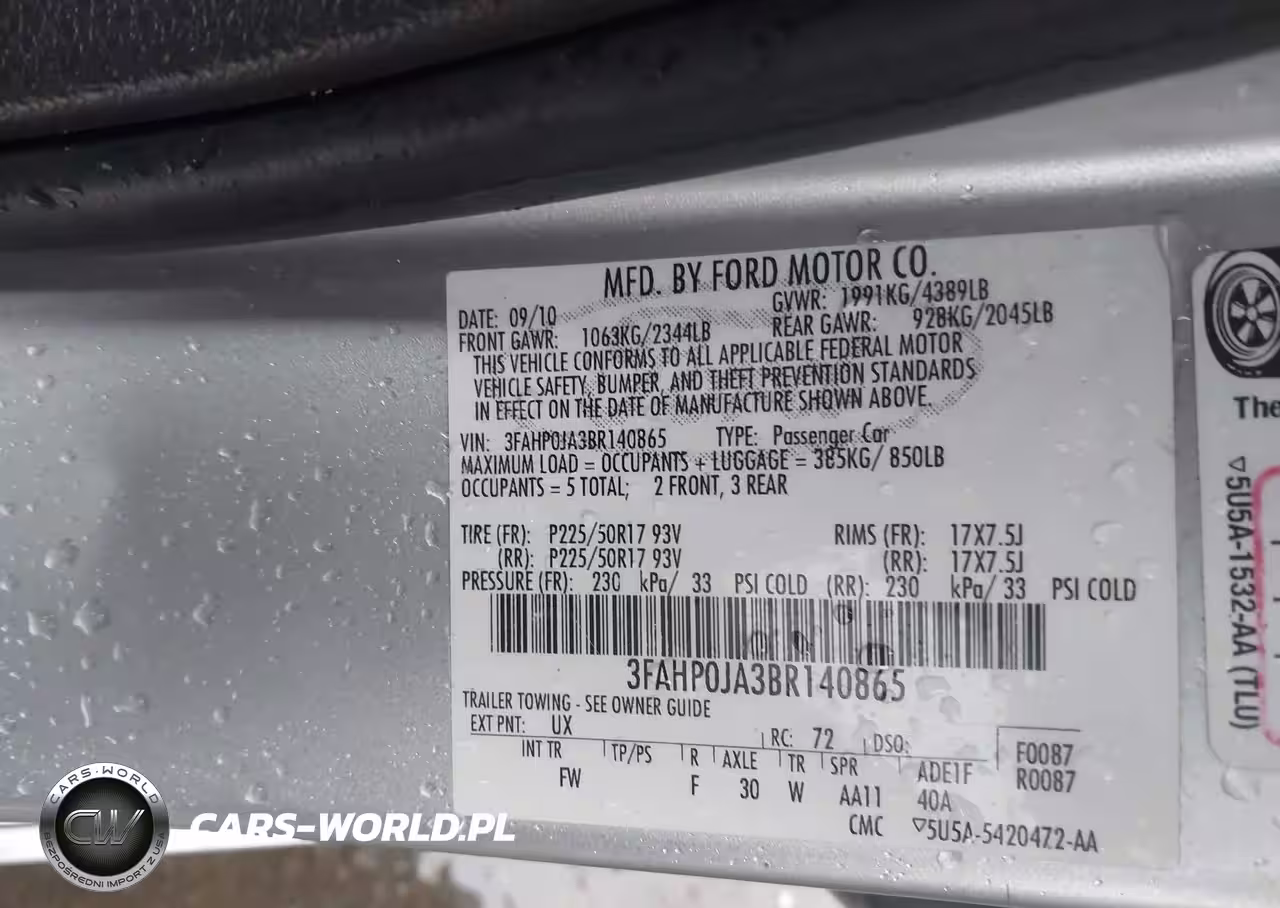 MFD. BY FORD MOTOR CO.
DATE: 09/10 GVWR: 1991KG/4389LB
FRONT GAWR: 1063KG/2344LB REAR GAWR: 928KG/2045LB
THIS VEHICLE CONFORMS TO ALL APPLICABLE FEDERAL MOTOR
VEHICLE SAFETY, BUMPER, AND THEFT PREVENTION STANDARDS
IN EFFECT ON THE DATE OF MANUFACTURE SHOWN ABOVE.
VIN: 3FAHP0JA3BR140865 TYPE: Passenger Car
MAXIMUM LOAD = OCCUPANTS + LUGGAGE = 385KG/ 850LB
OCCUPANTS = 5 TOTAL; 2 FRONT, 3 REAR
TIRE (FR): P225/50R17 93V RIMS (FR): 17X7.5J
(RR): P225/50R17 93V (RR): 17X7.5J
PRESSURE (FR): 230 kPa/ 33 PSI COLD (RR): 230 kPa/ 33 PSI COLD
3FAHP0JA3BR140865
TRAILER TOWING - SEE OWNER GUIDE
EXT PNT: UX RC: 72 DSO: F0087
INT TR TP/PS R AXLE TR SPR ADE1F R0087
FW F 30 W AA11 40A
CMC ▽5U5A-5420472-AA
The
▽5U5A-1532-AA (TLU)
CARS-WORLD
CW
BEZPOŚREDNI IMPORT Z USA
CARS-WORLD.PL